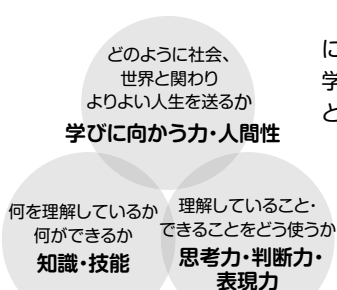 どのように社会、
世界と関わり
よりよい人生を送るか
学びに向かう力・人間性
に
学
と
何を理解しているか
何ができるか
知識・技能
理解していること・
できることをどう使うか
思考力・判断力・
表現力